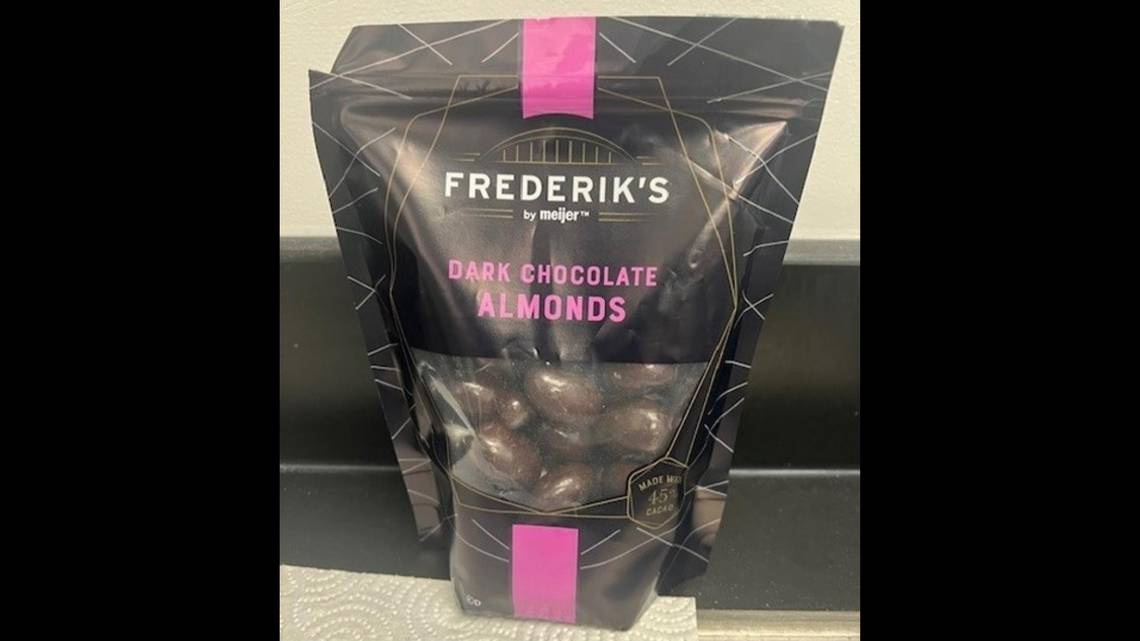 FREDERIK'S
by meijer™
DARK CHOCOLATE
ALMONDS
MADE WITH
45%
CACAO